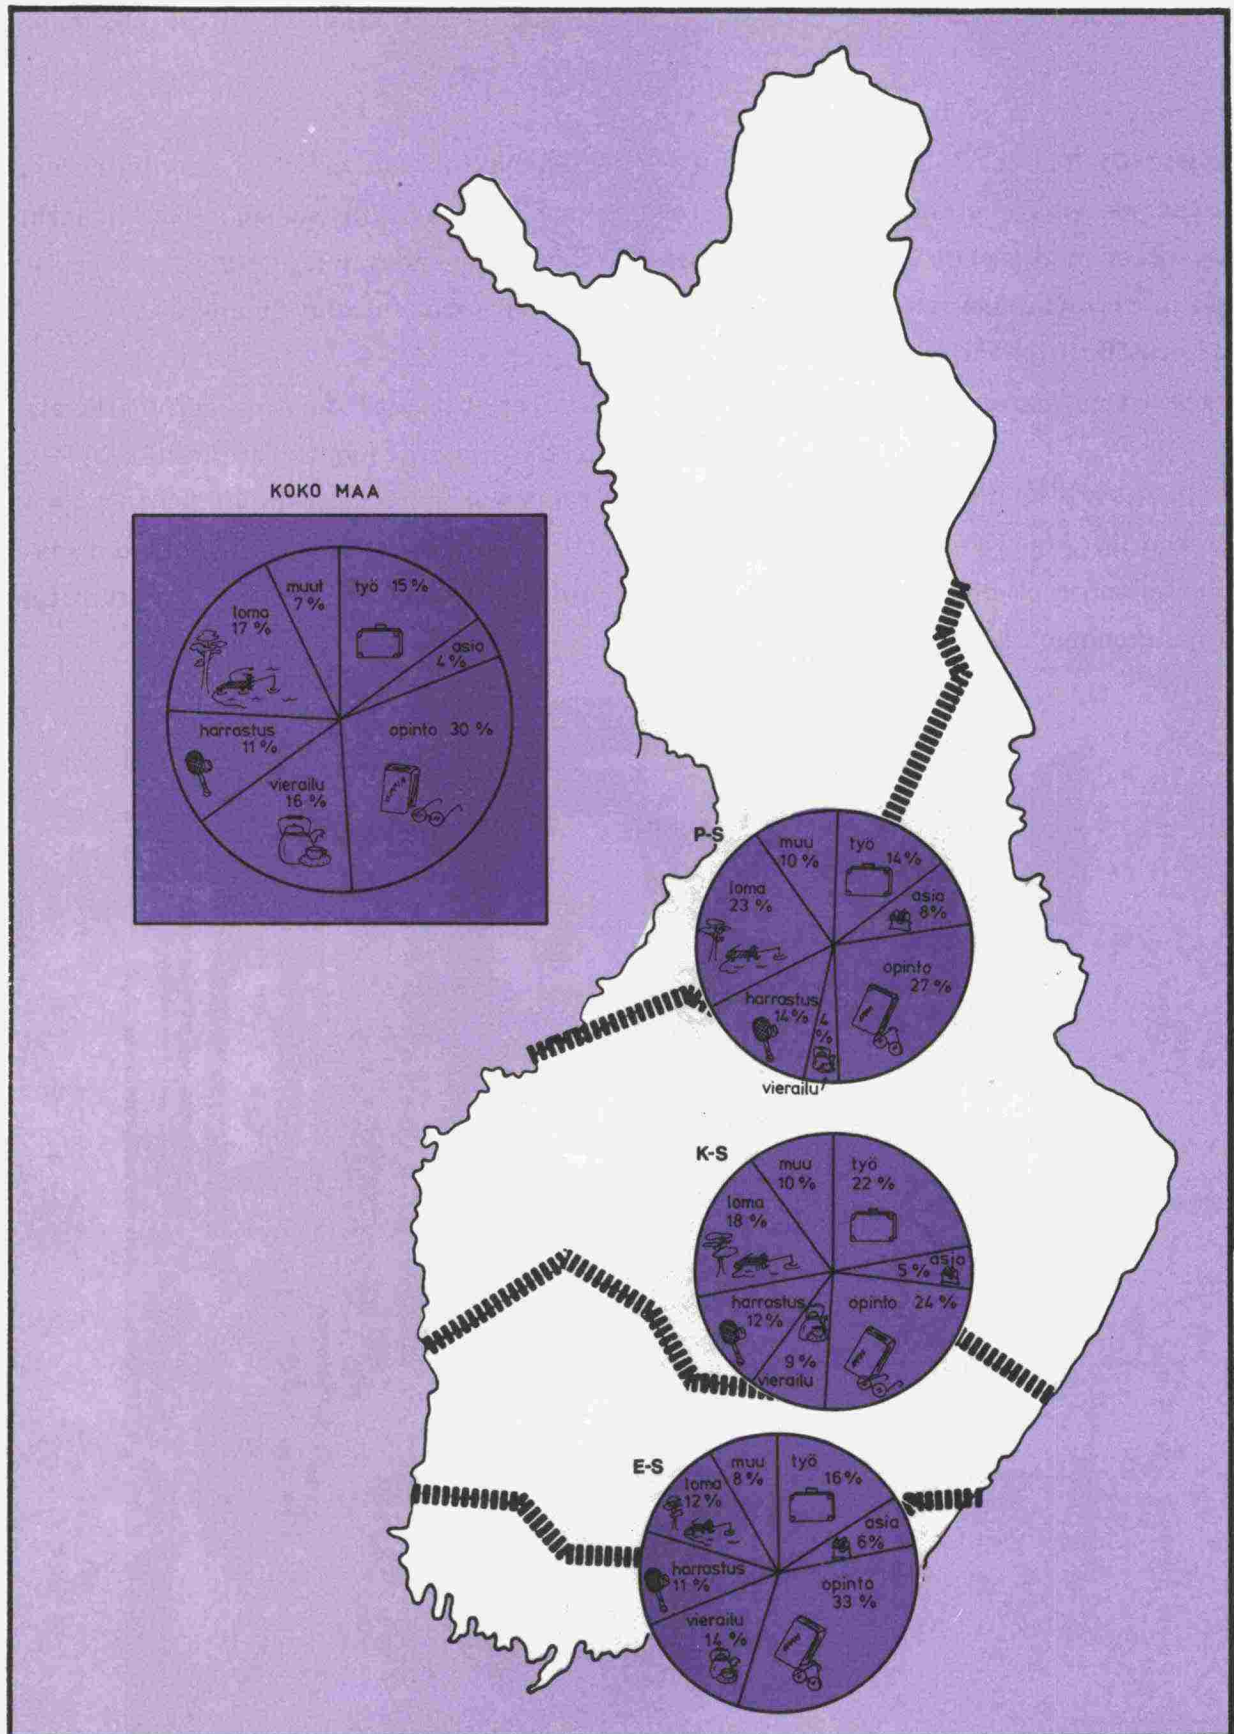 KOKO MAA
muut
7 %
työ 15 %
loma
17 %
asia
4 %
harrastus
11 %
opinto 30 %
vierailu
16 %
P-S
muu
10 %
työ
14 %
loma
23 %
asia
8 %
opinto
27 %
harrastus
14 %
4
%
vierailu
K-S
muu
10 %
työ
22 %
loma
18 %
5 % asia
harrastus
12 %
opinto 24 %
9 %
vierailu
E-S
muu
8 %
työ
16 %
loma
12 %
asia
6 %
harrastus
11 %
opinto
33 %
vierailu
14 %